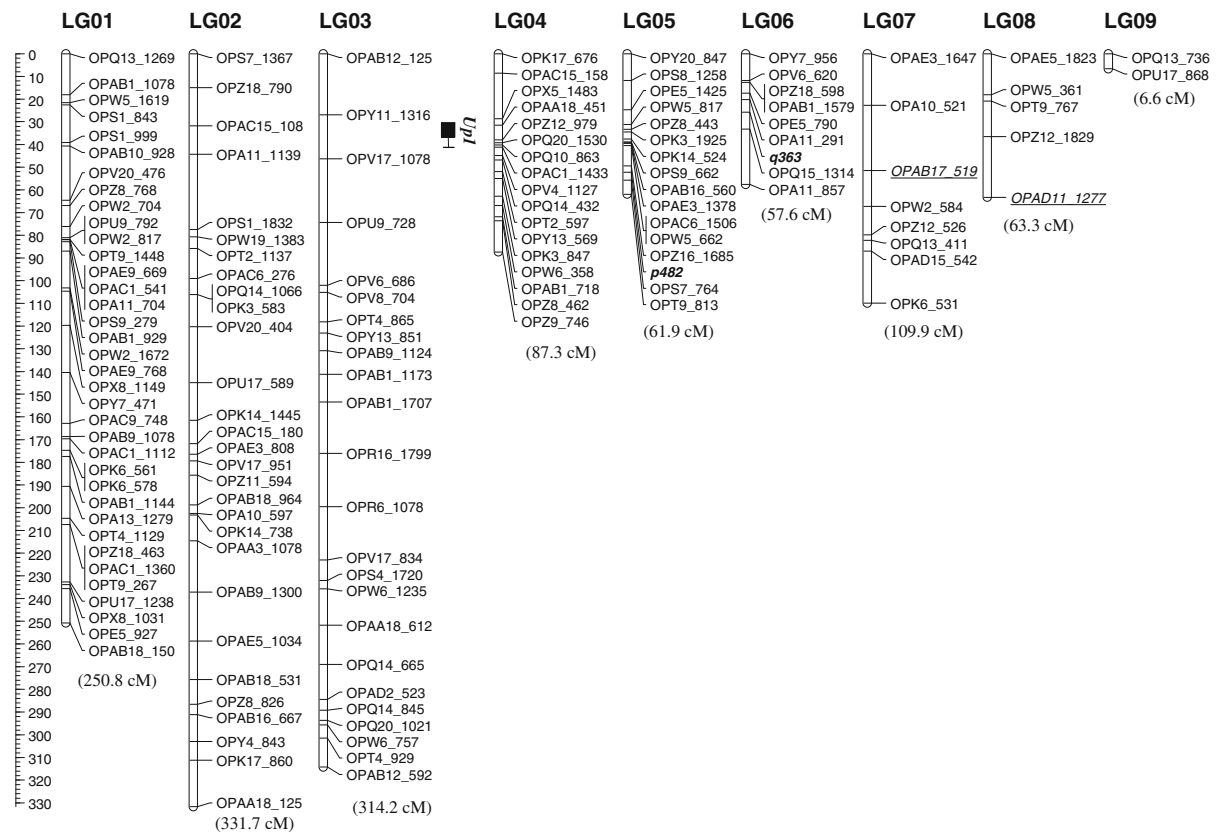 LG01 LG02 LG03 LG04 LG05 LG06 LG07 LG08 LG09
0
10
20
30
40
50
60
70
80
90
100
110
120
130
140
150
160
170
180
190
200
210
220
230
240
250
260
270
280
290
300
310
320
330
OPQ13_1269
OPAB1_1078
OPW5_1619
OPS1_843
OPS1_999
OPAB10_928
OPV20_476
OPZ8_768
OPW2_704
OPU9_792
OPW2_817
OPT9_1448
OPAE9_669
OPAC1_541
OPA11_704
OPS9_279
OPAB1_929
OPW2_1672
OPAE9_768
OPX8_1149
OPY7_471
OPAC9_748
OPAB9_1078
OPAC1_1112
OPK6_561
OPK6_578
OPAB1_1144
OPA13_1279
OPT4_1129
OPZ18_463
OPAC1_1360
OPT9_267
OPU17_1238
OPX8_1031
OPE5_927
OPAB18_150
(250.8 cM)
OPS7_1367
OPZ18_790
OPAC15_108
OPA11_1139
OPS1_1832
OPW19_1383
OPT2_1137
OPAC6_276
OPQ14_1066
OPK3_583
OPV20_404
OPU17_589
OPK14_1445
OPAC15_180
OPAE3_808
OPV17_951
OPZ11_594
OPAB18_964
OPA10_597
OPK14_738
OPAA3_1078
OPAB9_1300
OPAE5_1034
OPAB18_531
OPZ8_826
OPAB16_667
OPY4_843
OPK17_860
OPAA18_125
(331.7 cM)
OPAB12_125
OPY11_1316
OPV17_1078
OPU9_728
OPV6_686
OPV8_704
OPT4_865
OPY13_851
OPAB9_1124
OPAB1_1173
OPAB1_1707
OPR16_1799
OPR6_1078
OPV17_834
OPS4_1720
OPW6_1235
OPAA18_612
OPQ14_665
OPAD2_523
OPQ14_845
OPQ20_1021
OPW6_757
OPT4_929
OPAB12_592
(314.2 cM)
Up1
OPK17_676
OPAC15_158
OPX5_1483
OPAA18_451
OPZ12_979
OPQ20_1530
OPQ10_863
OPAC1_1433
OPV4_1127
OPQ14_432
OPT2_597
OPY13_569
OPK3_847
OPW6_358
OPAB1_718
OPZ8_462
OPZ9_746
(87.3 cM)
OPY20_847
OPS8_1258
OPE5_1425
OPW5_817
OPZ8_443
OPK3_1925
OPK14_524
OPS9_662
OPAB16_560
OPAE3_1378
OPAC6_1506
OPW5_662
OPZ16_1685
p482
OPS7_764
OPT9_813
(61.9 cM)
OPY7_956
OPV6_620
OPZ18_598
OPAB1_1579
OPE5_790
OPA11_291
q363
OPQ15_1314
OPA11_857
(57.6 cM)
OPAE3_1647
OPA10_521
OPAB17_519
OPW2_584
OPZ12_526
OPQ13_411
OPAD15_542
OPK6_531
(109.9 cM)
OPAE5_1823
OPW5_361
OPT9_767
OPZ12_1829
OPAD11_1277
(63.3 cM)
OPQ13_736
OPU17_868
(6.6 cM)